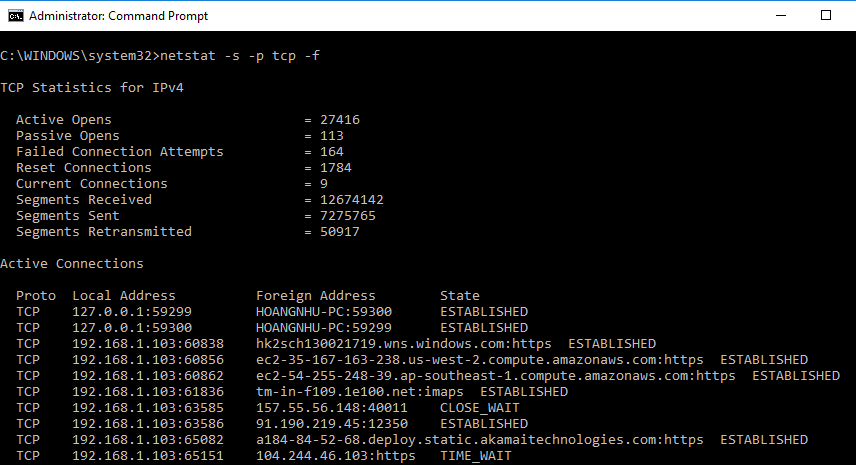 Administrator: Command Prompt
C:\WINDOWS\system32>netstat -s -p tcp -f
TCP Statistics for IPv4
Active Opens = 27416
Passive Opens = 113
Failed Connection Attempts = 164
Reset Connections = 1784
Current Connections = 9
Segments Received = 12674142
Segments Sent = 7275765
Segments Retransmitted = 50917
Active Connections
Proto Local Address Foreign Address State
TCP 127.0.0.1:59299 HOANGNHU-PC:59300 ESTABLISHED
TCP 127.0.0.1:59300 HOANGNHU-PC:59299 ESTABLISHED
TCP 192.168.1.103:60838 hk2sch130021719.wns.windows.com:https ESTABLISHED
TCP 192.168.1.103:60856 ec2-35-167-163-238.us-west-2.compute.amazonaws.com:https ESTABLISHED
TCP 192.168.1.103:60862 ec2-54-255-248-39.ap-southeast-1.compute.amazonaws.com:https ESTABLISHED
TCP 192.168.1.103:61836 tm-in-f109.1e100.net:imaps ESTABLISHED
TCP 192.168.1.103:63585 157.55.56.148:40011 CLOSE_WAIT
TCP 192.168.1.103:63586 91.190.219.45:12350 ESTABLISHED
TCP 192.168.1.103:65082 a184-84-52-68.deploy.static.akamaitechnologies.com:https ESTABLISHED
TCP 192.168.1.103:65151 104.244.46.103:https TIME_WAIT